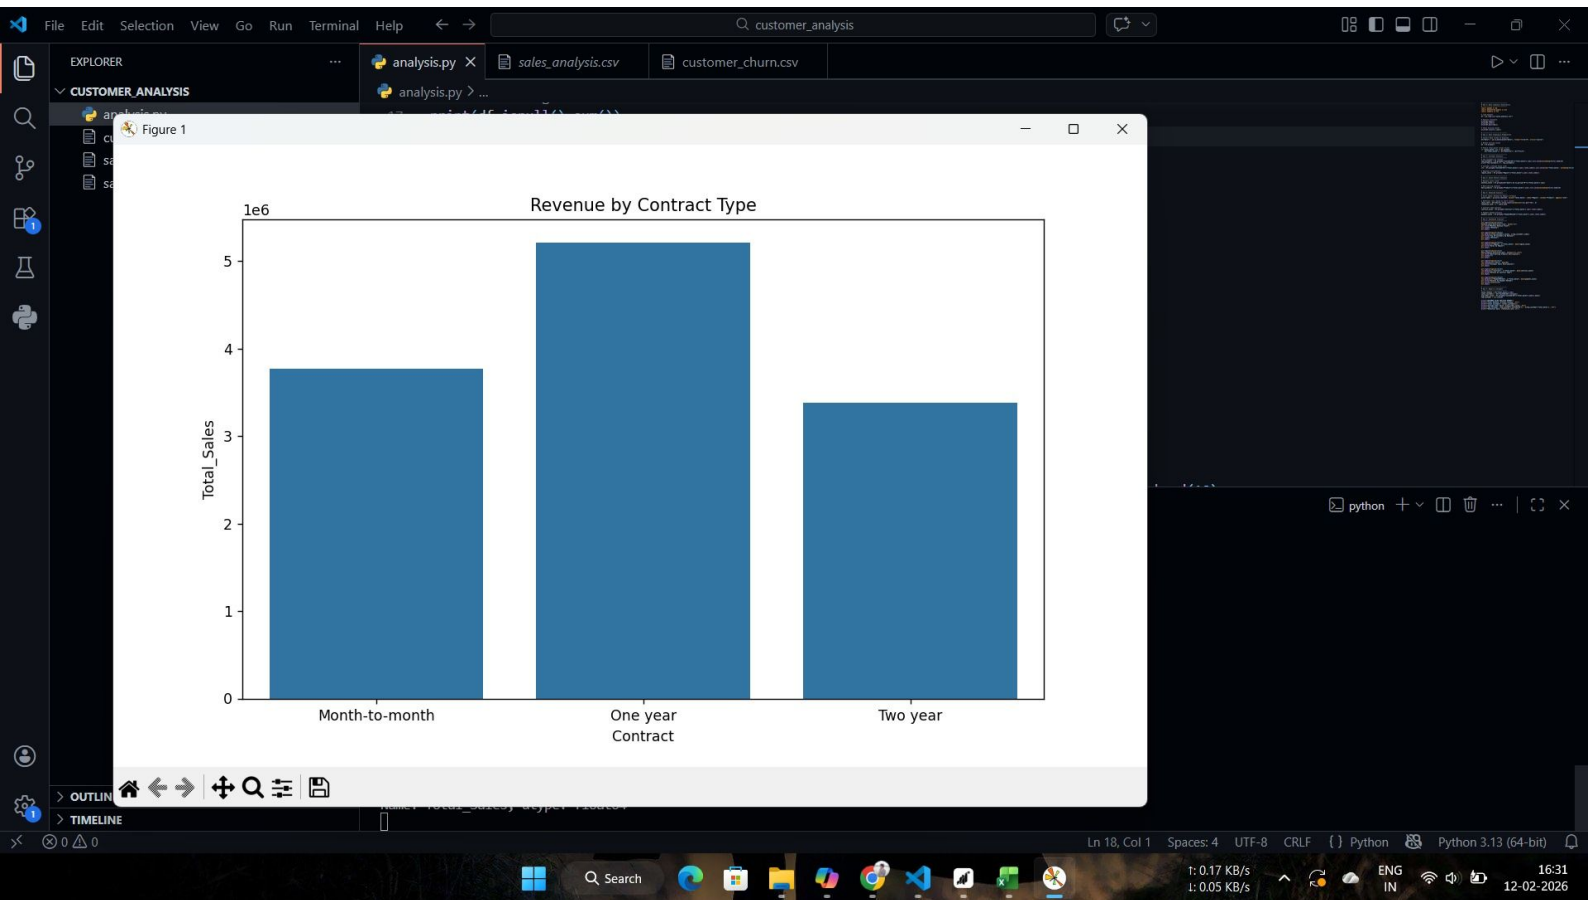 File Edit Selection View Go Run Terminal Help
customer_analysis
EXPLORER
analysis.py
sales_analysis.csv
customer_churn.csv
CUSTOMER_ANALYSIS
analysis.py > ...
Figure 1
Revenue by Contract Type
1e6
5
4
3
2
1
0
Total_Sales
Month-to-month
One year
Two year
Contract
python
TIMELINE
0 0
Ln 18, Col 1
Spaces: 4
UTF-8
CRLF
{ } Python
Python 3.13 (64-bit)
1
1
Search
↑: 0.17 KB/s
↓: 0.05 KB/s
ENG
IN
16:31
12-02-2026